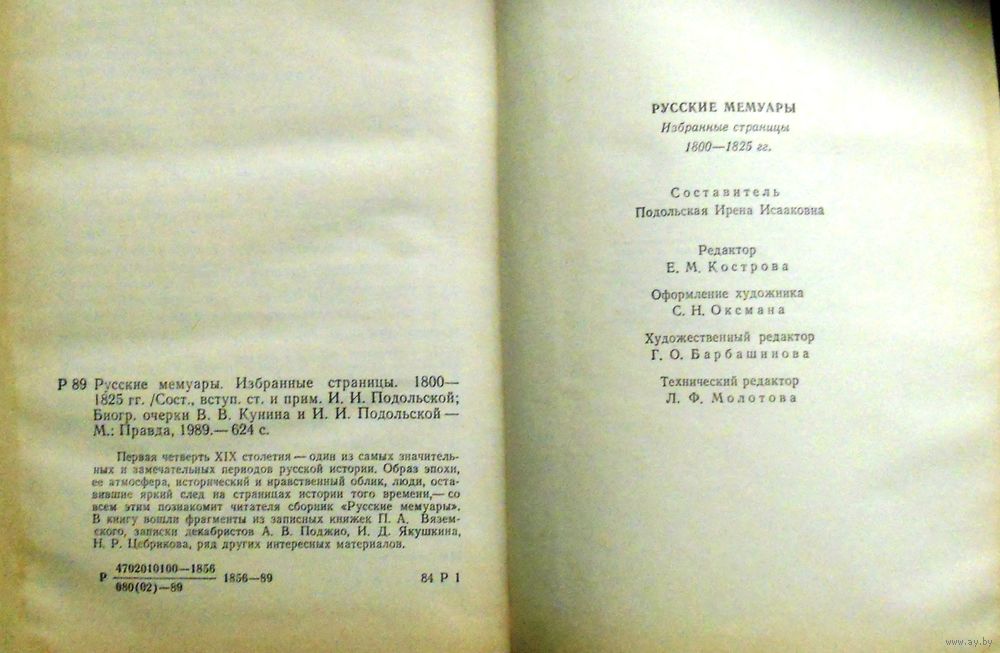 Р 89 Русские мемуары. Избранные страницы. 1800—
1825 гг. /Сост., вступ. ст. и прим. И. И. Подольской;
Биогр. очерки В. В. Кунина и И. И. Подольской —
М.: Правда, 1989.— 624 с.
Первая четверть XIX столетия — один из самых значитель-
ных и замечательных периодов русской истории. Образ эпохи,
ее атмосфера, исторический и нравственный облик, люди, оста-
вившие яркий след на страницах истории того времени,— со
всем этим познакомит читателя сборник «Русские мемуары».
В книгу вошли фрагменты из записных книжек П. А. Вязем-
ского, записки декабристов А. В. Поджио, И. Д. Якушкина,
Н. Р. Цебрикова, ряд других интересных материалов.
4702010100—1856
Р 1856—89 84 Р 1
080(02)—89
РУССКИЕ МЕМУАРЫ
Избранные страницы
1800—1825 гг.
Составитель
Подольская Ирена Исааковна
Редактор
Е. М. Кострова
Оформление художника
С. Н. Оксмана
Художественный редактор
Г. О. Барбашинова
Технический редактор
Л. Ф. Молотова
www.ay.by